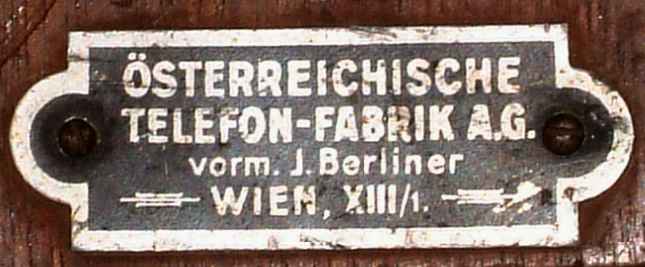 ÖSTERREICHISCHE
TELEFON-FABRIK A.G.
vorm. J. Berliner
WIEN, XIII/1.